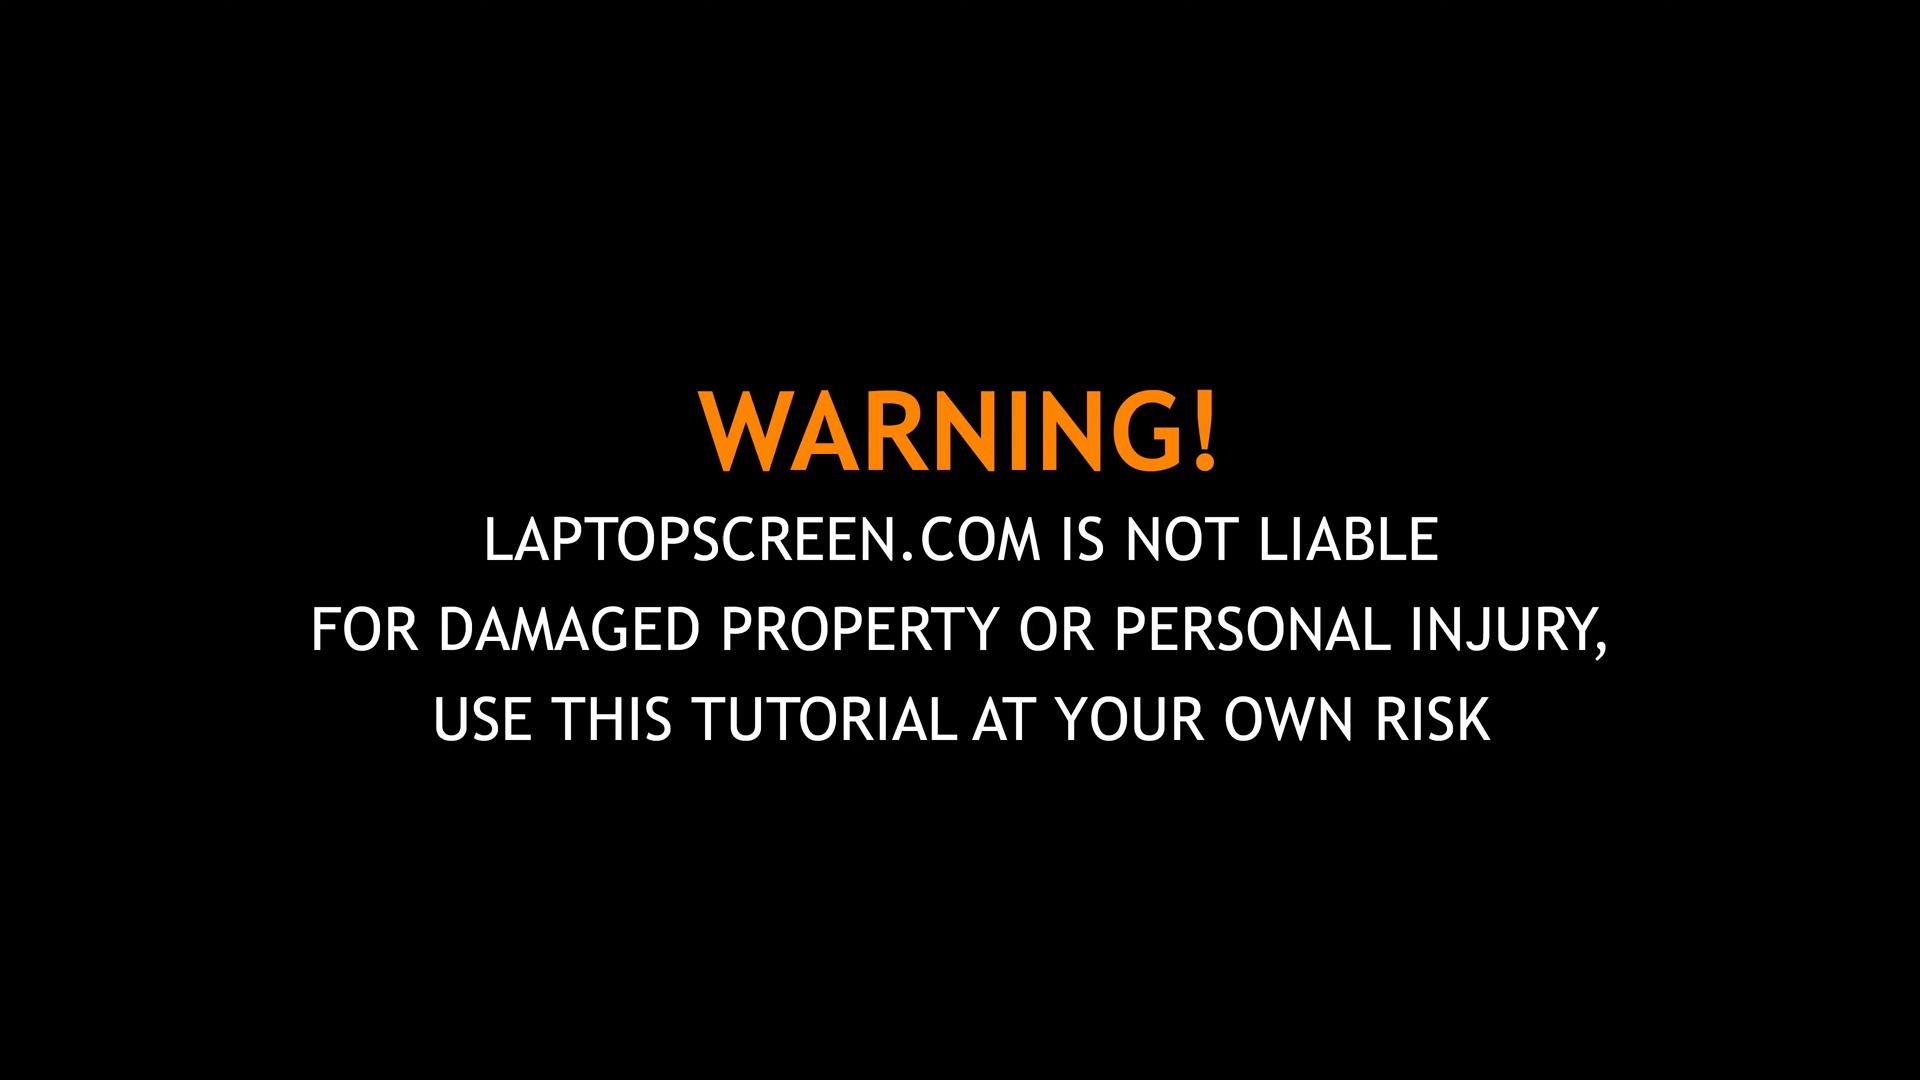 WARNING!
LAPTOPSCREEN.COM IS NOT LIABLE
FOR DAMAGED PROPERTY OR PERSONAL INJURY,
USE THIS TUTORIAL AT YOUR OWN RISK